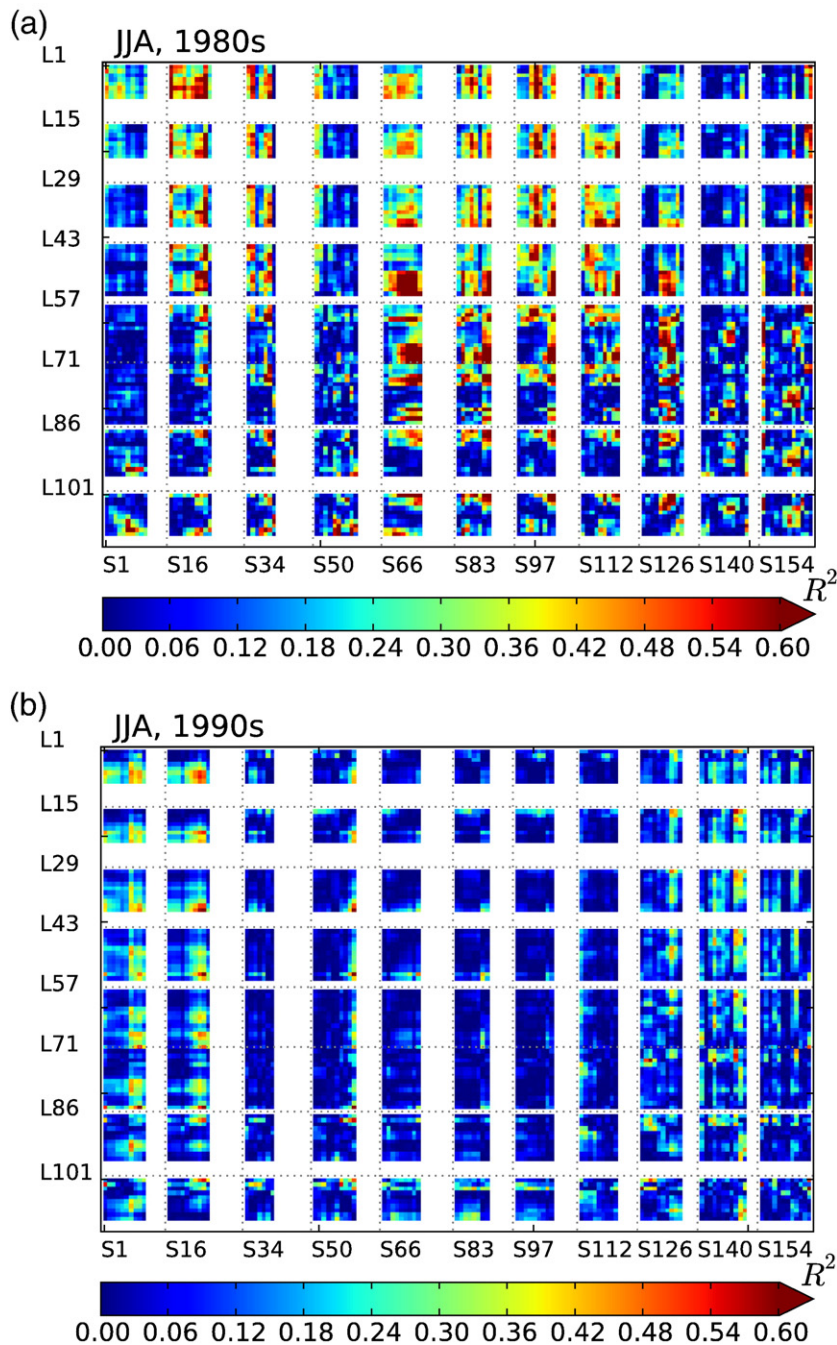 (a)
JJA, 1980s
L1
L15
L29
L43
L57
L71
L86
L101
S1 S16 S34 S50 S66 S83 S97 S112 S126 S140 S154
R²
0.00 0.06 0.12 0.18 0.24 0.30 0.36 0.42 0.48 0.54 0.60
(b)
JJA, 1990s
L1
L15
L29
L43
L57
L71
L86
L101
S1 S16 S34 S50 S66 S83 S97 S112 S126 S140 S154
R²
0.00 0.06 0.12 0.18 0.24 0.30 0.36 0.42 0.48 0.54 0.60